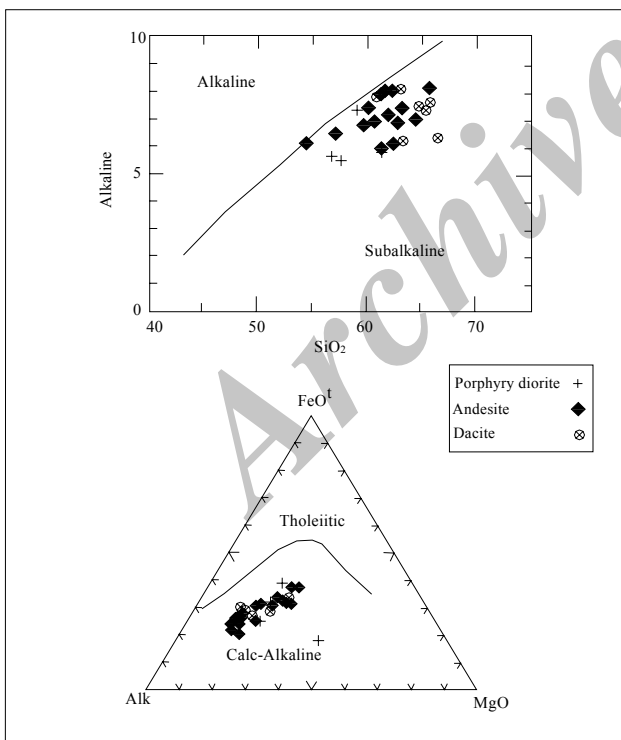 10
Alkaline
Alkaline
5
Subalkaline
0
40 50 60 70
SiO₂
Porphyry diorite +
Andesite
Dacite
FeOᵗ
Tholeiitic
Calc-Alkaline
Alk
MgO
Archive